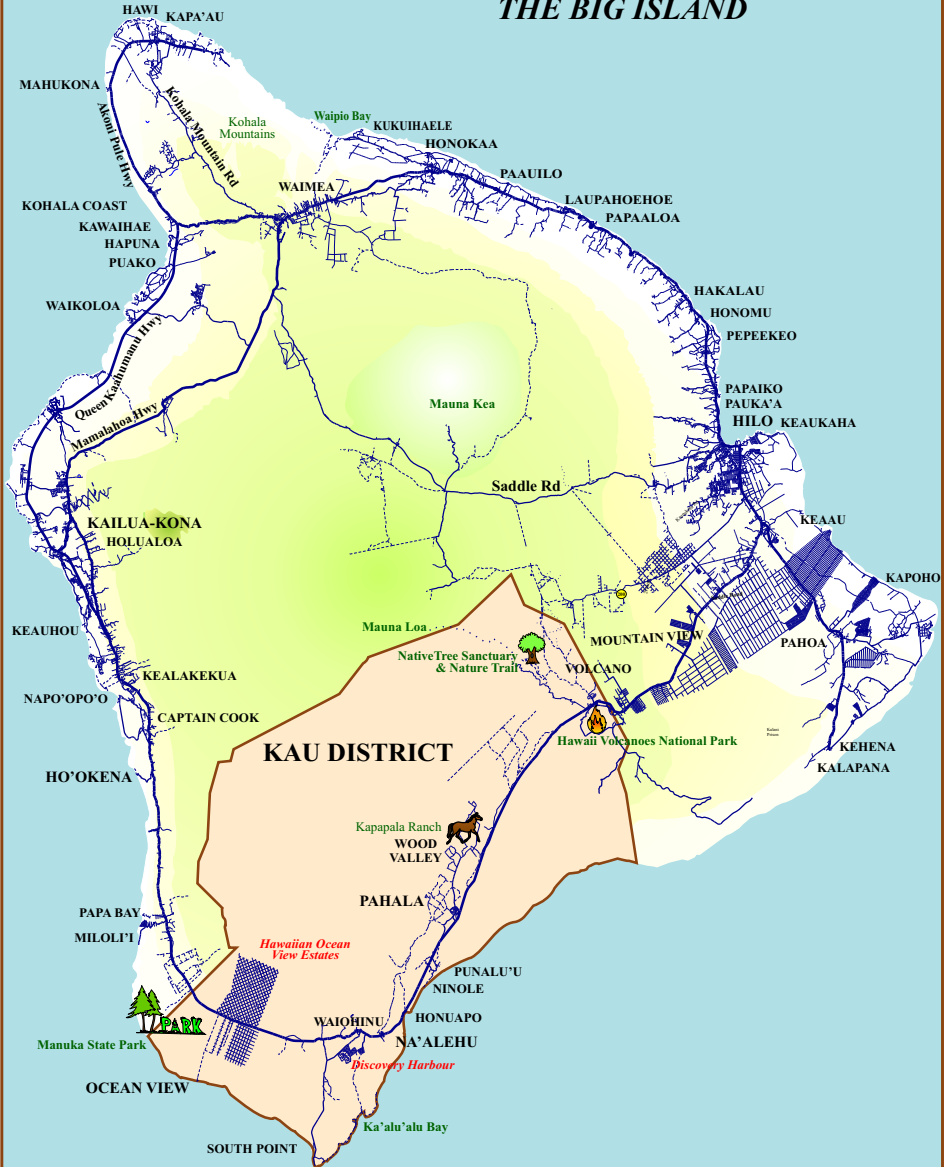 THE BIG ISLAND
HAWI
KAPA'AU
MAHUKONA
Akoni Pule Hwy
Kohala Mountain Rd
Kohala
Mountains
Waipio Bay
KUKUIHAELE
HONOKAA
PAAUILO
WAIMEA
LAUPAHOEHOE
PAPAALOA
KOHALA COAST
KAWAIHAE
HAPUNA
PUAKO
WAIKOLOA
HAKALAU
HONOMU
PEPEEKEO
Queen Kaahumanu Hwy
Mamalahoa Hwy
Mauna Kea
PAPAIKO
PAUKA'A
HILO
KEAUKAHA
Saddle Rd
KAILUA-KONA
HOLUALOA
KEAAU
KAPOHO
KEAUHOU
Mauna Loa
Native Tree Sanctuary
& Nature Trail
MOUNTAIN VIEW
PAHOA
VOLCANO
KEALAKEKUA
NAPO'OPO'O
CAPTAIN COOK
KAU DISTRICT
Hawaii Volcanoes National Park
KEHENA
KALAPANA
HO'OKENA
Kapapala Ranch
WOOD
VALLEY
PAHALA
PAPA BAY
MILOLI'I
Hawaiian Ocean
View Estates
PUNALU'U
NINOLE
PARK
WAIOHINU
HONUAPO
NA'ALEHU
Manuka State Park
Discovery Harbour
OCEAN VIEW
Ka'alu'alu Bay
SOUTH POINT